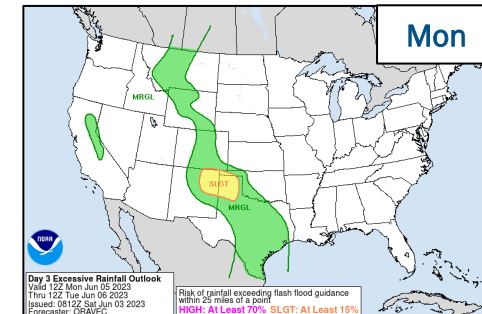 Mon
MRGL
SLGT
MRGL
NOAA
Day 3 Excessive Rainfall Outlook
Valid 12Z Mon Jun 05 2023
Thru 12Z Tue Jun 06 2023
Issued: 0812Z Sat Jun 03 2023
Forecaster: ORAVEC
Risk of rainfall exceeding flash flood guidance
within 25 miles of a point
HIGH: At Least 70% SLGT: At Least 15%